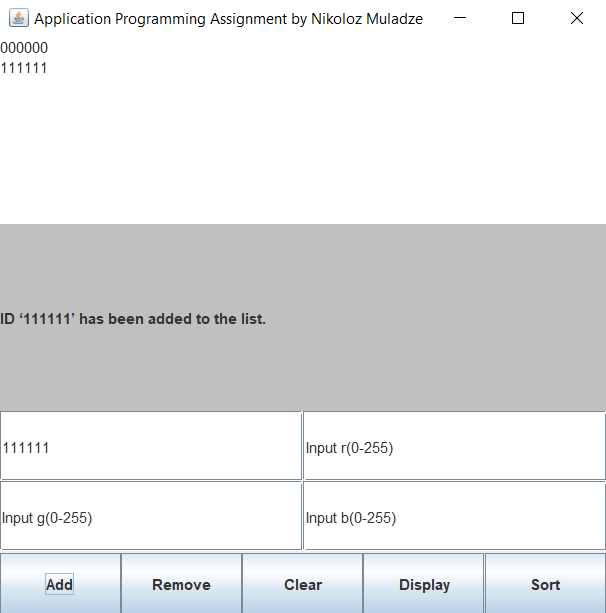 Application Programming Assignment by Nikoloz Muladze
000000
111111
ID ‘111111’ has been added to the list.
111111
Input r(0-255)
Input g(0-255)
Input b(0-255)
Add
Remove
Clear
Display
Sort